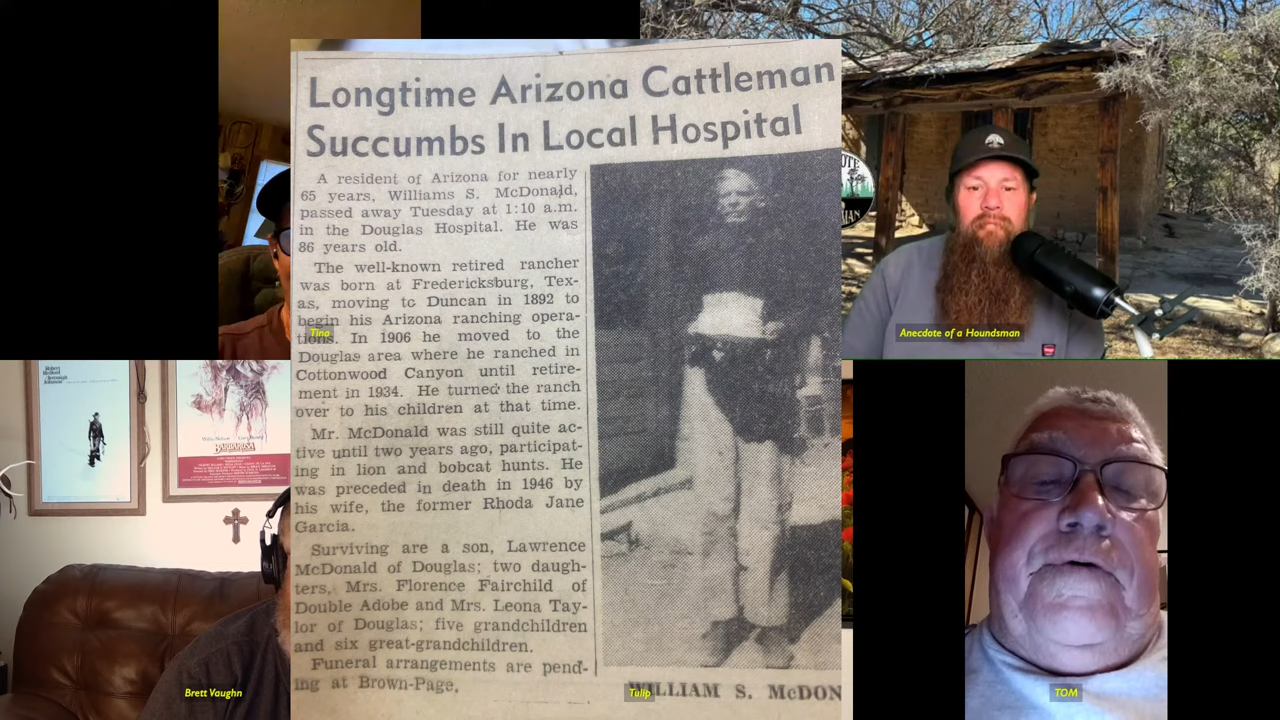 Longtime Arizona Cattleman
Succumbs In Local Hospital
A resident of Arizona for nearly
65 years, Williams S. McDonald,
passed away Tuesday at 1:10 a.m.
in the Douglas Hospital. He was
86 years old.
The well-known retired rancher
was born at Fredericksburg, Tex-
as, moving to Duncan in 1892 to
begin his Arizona ranching opera-
tions. In 1906 he moved to the
Douglas area where he ranched in
Cottonwood Canyon until retire-
ment in 1934. He turned the ranch
over to his children at that time.
Mr. McDonald was still quite ac-
tive until two years ago, participat-
ing in lion and bobcat hunts. He
was preceded in death in 1946 by
his wife, the former Rhoda Jane
Garcia.
Surviving are a son, Lawrence
McDonald of Douglas; two daugh-
ters, Mrs. Florence Fairchild of
Double Adobe and Mrs. Leona Tay-
lor of Douglas; five grandchildren
and six great-grandchildren.
Funeral arrangements are pend-
ing at Brown-Page.
WILLIAM S. McDON
Tina
Anecdote of a Houndsman
Brett Vaughn
Tulip
TOM
BARBAROSA